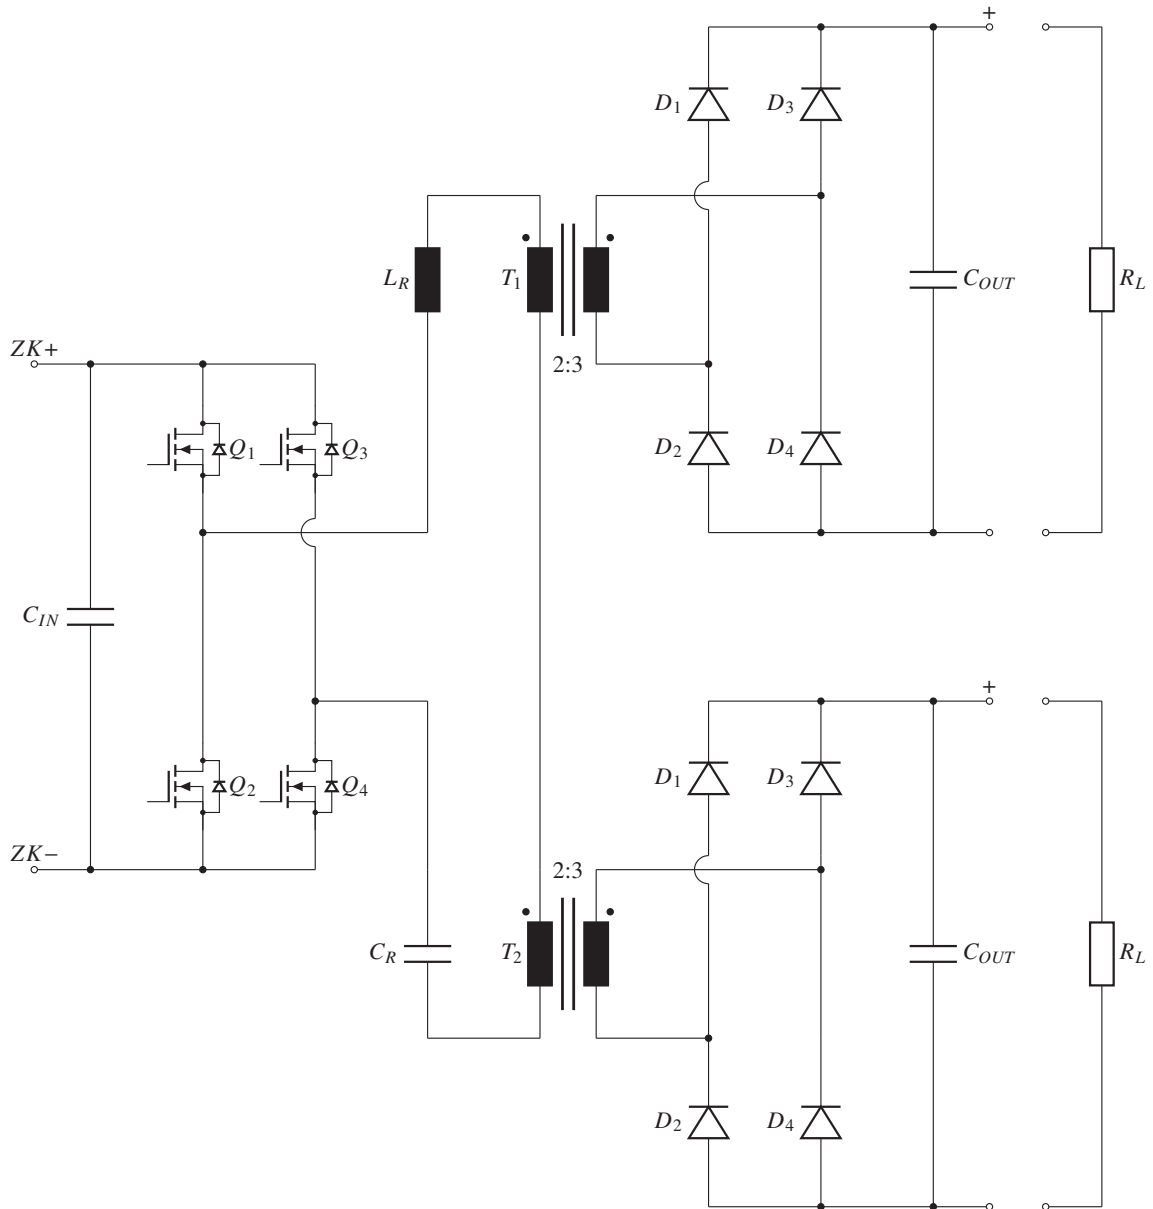 +
D1
D3
LR
T1
COUT
RL
ZK+
2:3
Q1
Q3
D2
D4
CIN
+
D1
D3
Q2
Q4
ZK−
2:3
CR
T2
COUT
RL
D2
D4